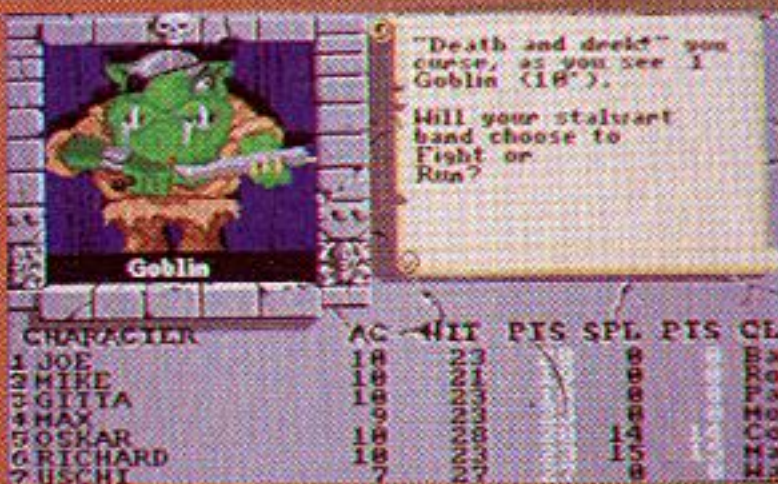 "Death and drek!" you
curse, as you see 1
Goblin (10').
Will your stalwart
band choose to
Fight or
Run?
Goblin
CHARACTER AC HIT PTS SPL PTS
1 JOE 10 23 0
2 MIKE 10 21 0
3 GITTA 10 23 0
4 MAX 9 23 0
5 OSKAR 10 28 14
6 RICHARD 10 23 15
7 USCHI 7 27 0